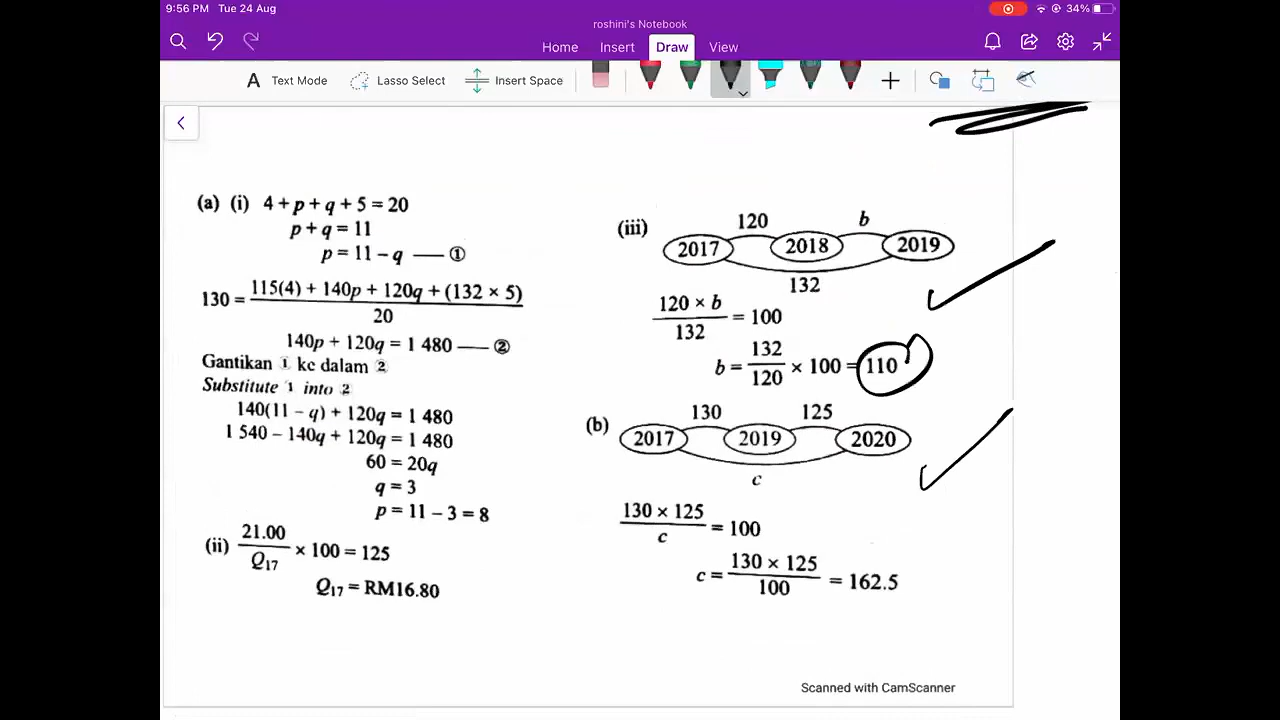 9:56 PM Tue 24 Aug
34%
roshini's Notebook
Home Insert Draw View
A Text Mode Lasso Select Insert Space
(a) (i) 4 + p + q + 5 = 20
p + q = 11
p = 11 – q —— ①
130 = 115(4) + 140p + 120q + (132 × 5) / 20
140p + 120q = 1 480 —— ②
Gantikan ① ke dalam ②
Substitute 1 into 2
140(11 – q) + 120q = 1 480
1 540 – 140q + 120q = 1 480
60 = 20q
q = 3
p = 11 – 3 = 8
(ii) 21.00 / Q₁₇ × 100 = 125
Q₁₇ = RM16.80
(iii) 120 b
2017 2018 2019
132
120 × b / 132 = 100
b = 132 / 120 × 100 = 110
(b) 130 125
2017 2019 2020
c
130 × 125 / c = 100
c = 130 × 125 / 100 = 162.5
Scanned with CamScanner